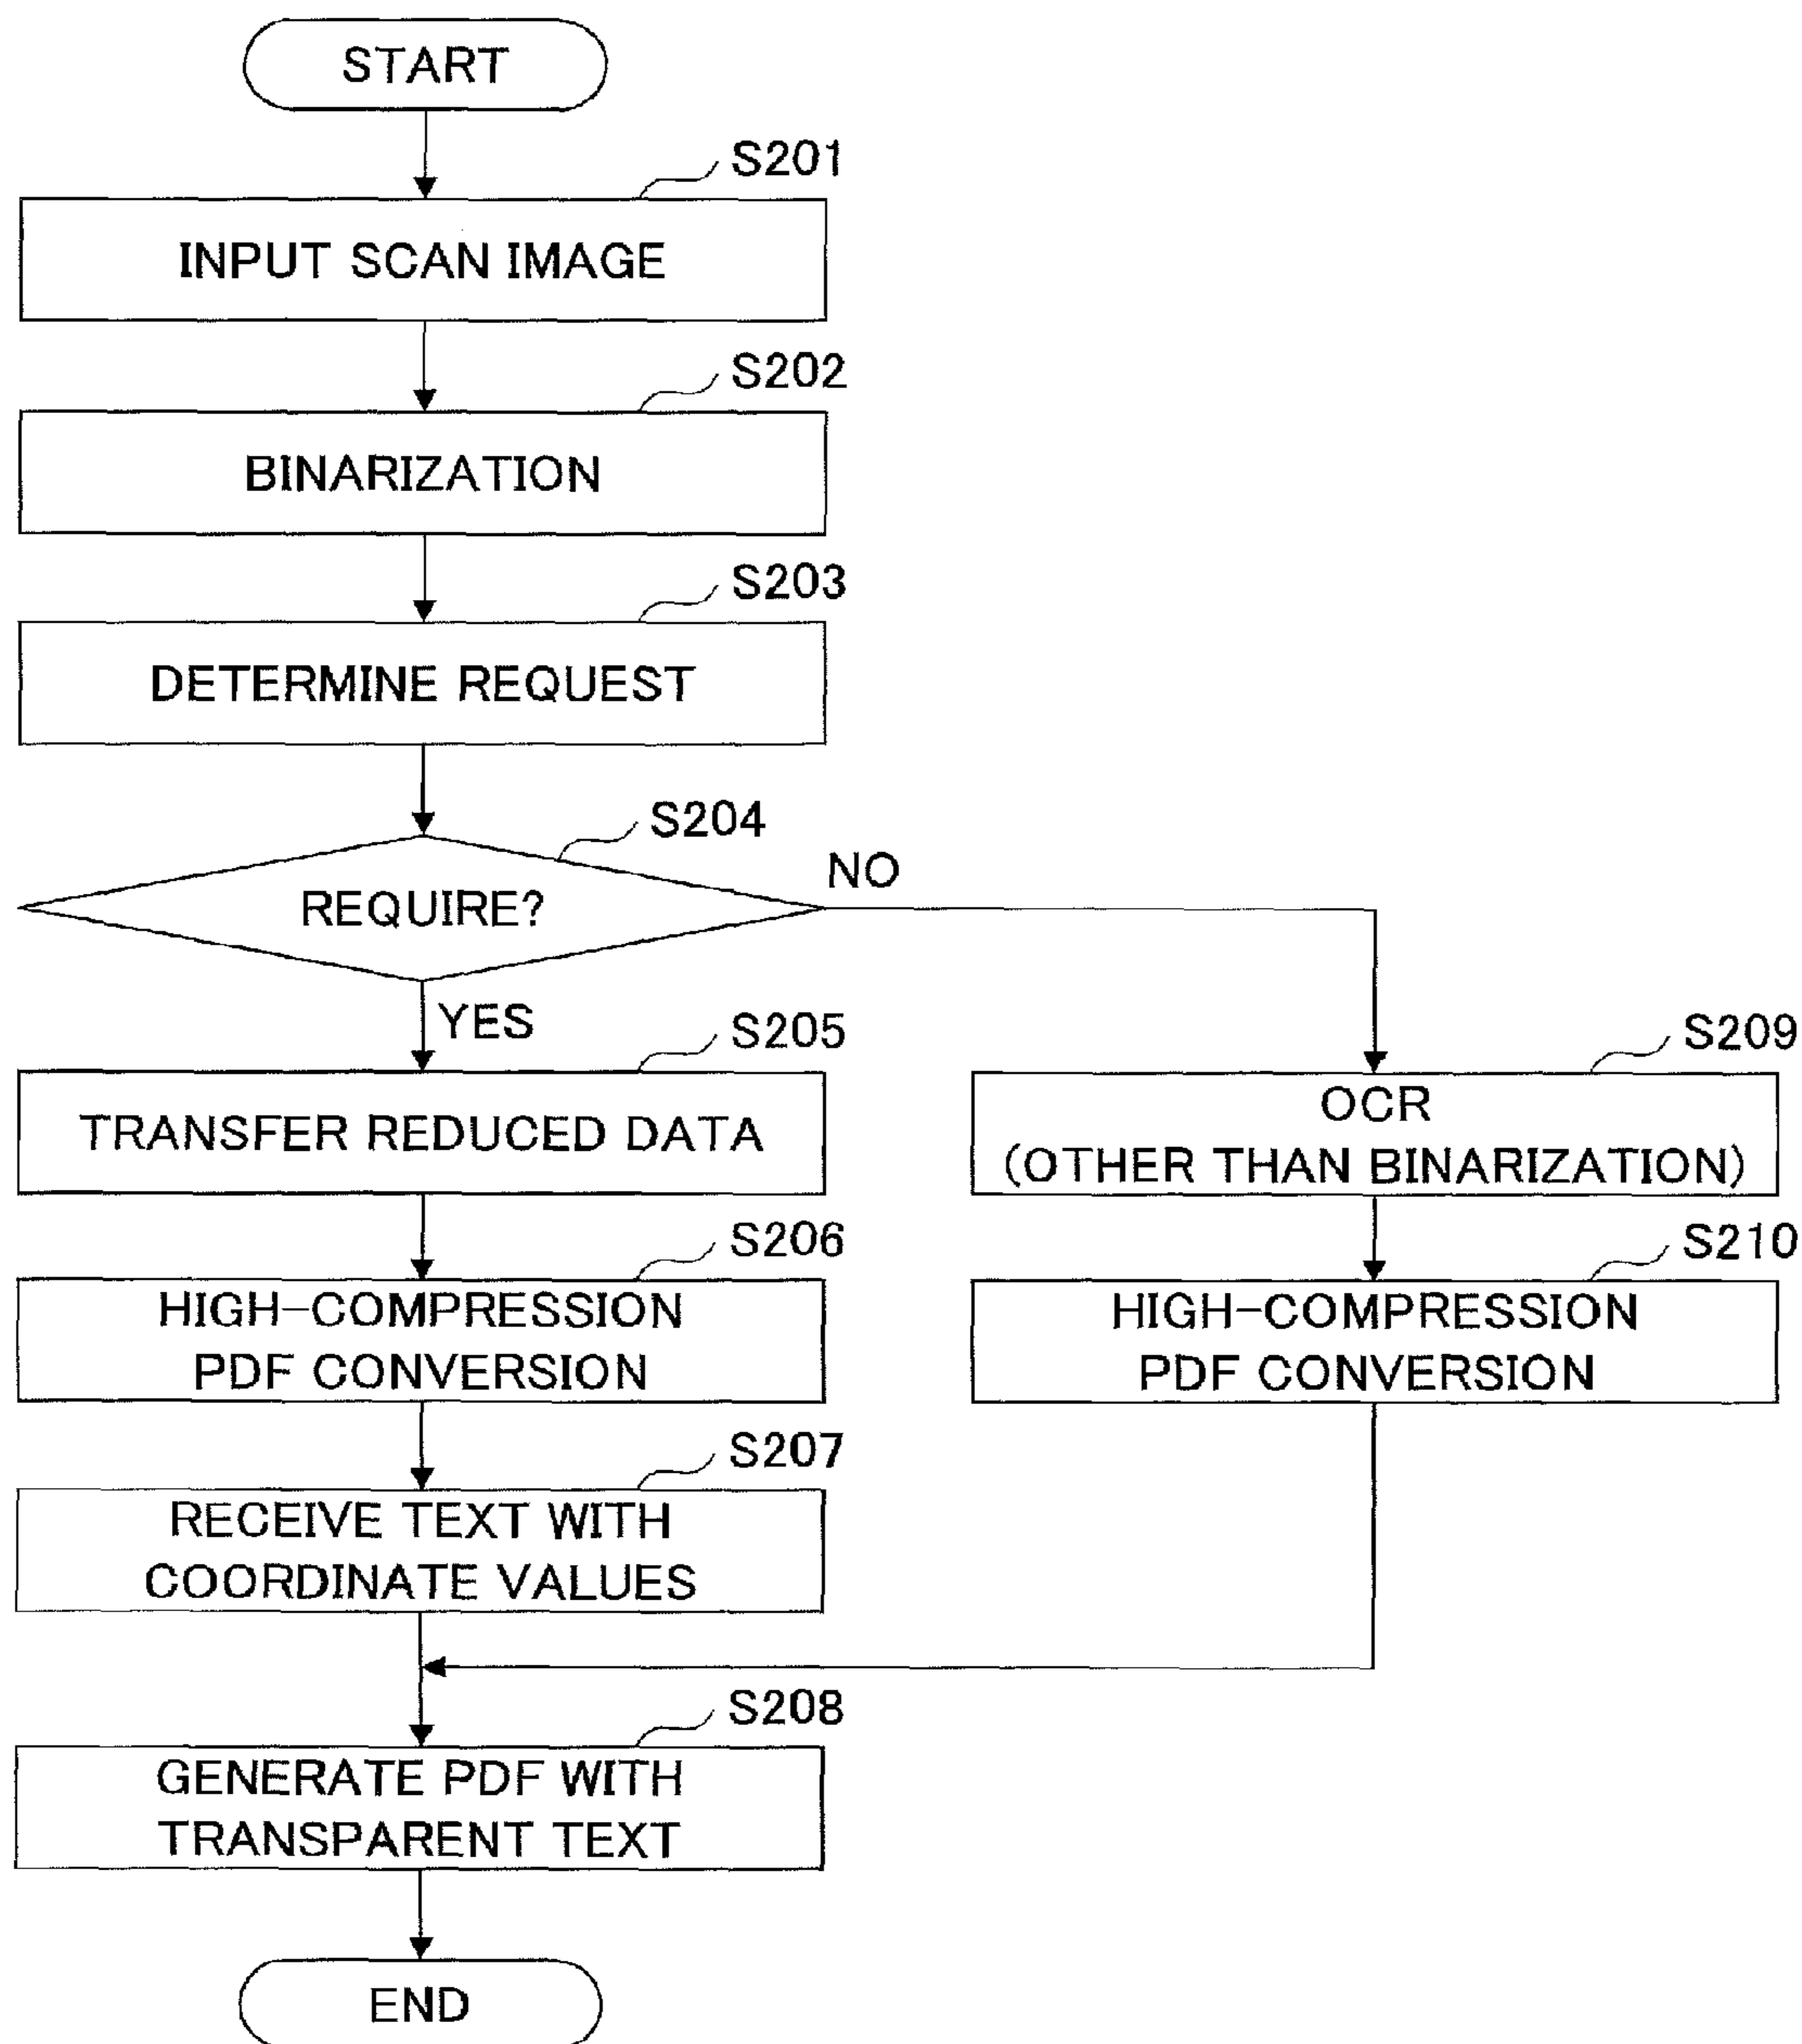 START
S201
INPUT SCAN IMAGE
S202
BINARIZATION
S203
DETERMINE REQUEST
S204
REQUIRE?
NO
YES
S205
TRANSFER REDUCED DATA
S209
OCR
(OTHER THAN BINARIZATION)
S206
HIGH-COMPRESSION
PDF CONVERSION
S210
HIGH-COMPRESSION
PDF CONVERSION
S207
RECEIVE TEXT WITH
COORDINATE VALUES
S208
GENERATE PDF WITH
TRANSPARENT TEXT
END